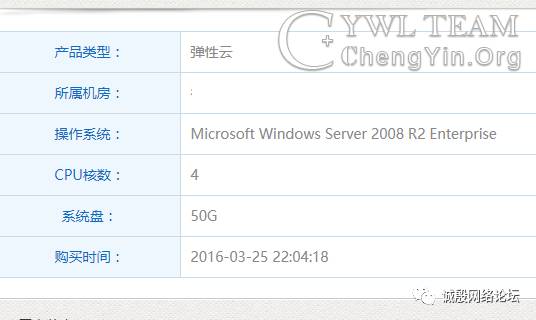 YWL TEAM
ChengYin.Org
产品类型： 弹性云
所属机房：
操作系统： Microsoft Windows Server 2008 R2 Enterprise
CPU核数： 4
系统盘： 50G
购买时间： 2016-03-25 22:04:18
诚殷网络论坛